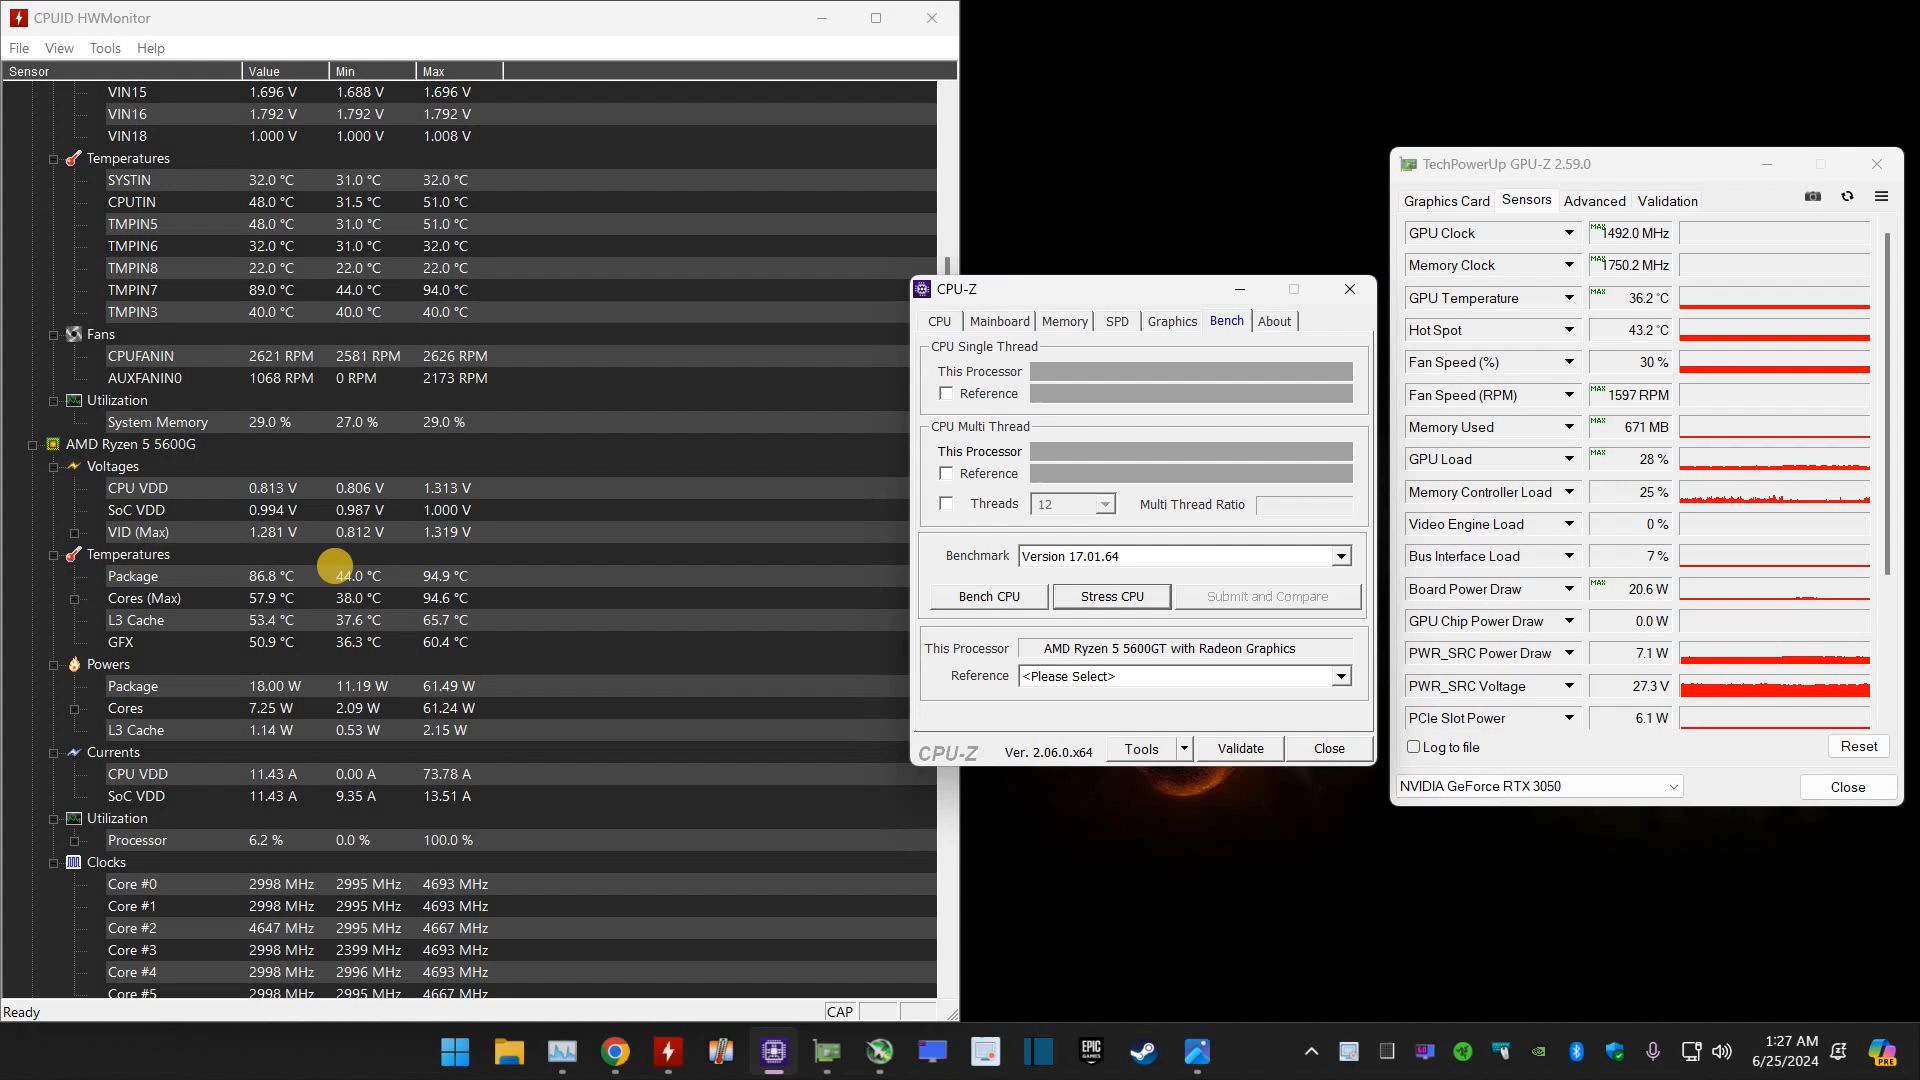 CPUID HWMonitor
File View Tools Help
Sensor Value Min Max
VIN15 1.696 V 1.688 V 1.696 V
VIN16 1.792 V 1.792 V 1.792 V
VIN18 1.000 V 1.000 V 1.008 V
Temperatures
SYSTIN 32.0 °C 31.0 °C 32.0 °C
CPUTIN 48.0 °C 31.5 °C 51.0 °C
TMPIN5 48.0 °C 31.0 °C 51.0 °C
TMPIN6 32.0 °C 31.0 °C 32.0 °C
TMPIN8 22.0 °C 22.0 °C 22.0 °C
TMPIN7 89.0 °C 44.0 °C 94.0 °C
TMPIN3 40.0 °C 40.0 °C 40.0 °C
Fans
CPUFANIN 2621 RPM 2581 RPM 2626 RPM
AUXFANIN0 1068 RPM 0 RPM 2173 RPM
Utilization
System Memory 29.0 % 27.0 % 29.0 %
AMD Ryzen 5 5600G
Voltages
CPU VDD 0.813 V 0.806 V 1.313 V
SoC VDD 0.994 V 0.987 V 1.000 V
VID (Max) 1.281 V 0.812 V 1.319 V
Temperatures
Package 86.8 °C 44.0 °C 94.9 °C
Cores (Max) 57.9 °C 38.0 °C 94.6 °C
L3 Cache 53.4 °C 37.6 °C 65.7 °C
GFX 50.9 °C 36.3 °C 60.4 °C
Powers
Package 18.00 W 11.19 W 61.49 W
Cores 7.25 W 2.09 W 61.24 W
L3 Cache 1.14 W 0.53 W 2.15 W
Currents
CPU VDD 11.43 A 0.00 A 73.78 A
SoC VDD 11.43 A 9.35 A 13.51 A
Utilization
Processor 6.2 % 0.0 % 100.0 %
Clocks
Core #0 2998 MHz 2995 MHz 4693 MHz
Core #1 2998 MHz 2995 MHz 4693 MHz
Core #2 4647 MHz 2995 MHz 4667 MHz
Core #3 2998 MHz 2399 MHz 4693 MHz
Core #4 2998 MHz 2996 MHz 4693 MHz
Core #5 2998 MHz 2995 MHz 4667 MHz
Ready CAP
CPU-Z
CPU Mainboard Memory SPD Graphics Bench About
CPU Single Thread
This Processor
Reference
CPU Multi Thread
This Processor
Reference
Threads 12 Multi Thread Ratio
Benchmark Version 17.01.64
Bench CPU Stress CPU Submit and Compare
This Processor AMD Ryzen 5 5600GT with Radeon Graphics
Reference <Please Select>
CPU-Z Ver. 2.06.0.x64 Tools Validate Close
TechPowerUp GPU-Z 2.59.0
Graphics Card Sensors Advanced Validation
GPU Clock MAX 1492.0 MHz
Memory Clock MAX 1750.2 MHz
GPU Temperature MAX 36.2 °C
Hot Spot 43.2 °C
Fan Speed (%) 30 %
Fan Speed (RPM) MAX 1597 RPM
Memory Used MAX 671 MB
GPU Load MAX 28 %
Memory Controller Load 25 %
Video Engine Load 0 %
Bus Interface Load 7 %
Board Power Draw MAX 20.6 W
GPU Chip Power Draw 0.0 W
PWR_SRC Power Draw 7.1 W
PWR_SRC Voltage 27.3 V
PCIe Slot Power 6.1 W
Log to file Reset
NVIDIA GeForce RTX 3050 Close
EPIC GAMES
1:27 AM
6/25/2024
PRE